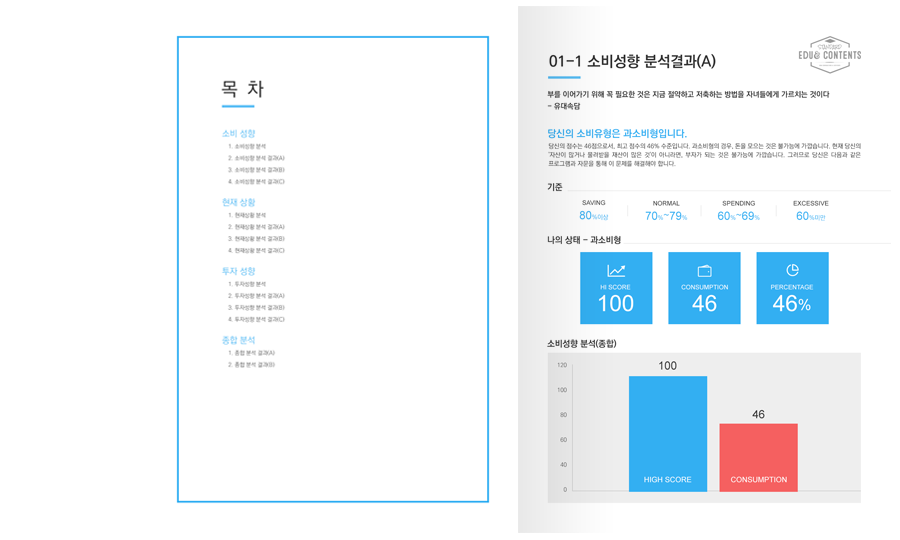 목 차
소비 성향
1. 소비성향 분석
2. 소비성향 분석 결과(A)
3. 소비성향 분석 결과(B)
4. 소비성향 분석 결과(C)
현재 상황
1. 현재상황 분석
2. 현재상황 분석 결과(A)
3. 현재상황 분석 결과(B)
4. 현재상황 분석 결과(C)
투자 성향
1. 투자성향 분석
2. 투자성향 분석 결과(A)
3. 투자성향 분석 결과(B)
4. 투자성향 분석 결과(C)
종합 분석
1. 종합 분석 결과(A)
2. 종합 분석 결과(B)
EDU& CONTENTS
01-1 소비성향 분석결과(A)
부를 이어가기 위해 꼭 필요한 것은 지금 절약하고 저축하는 방법을 자녀들에게 가르치는 것이다
- 유대속담
당신의 소비유형은 과소비형입니다.
당신의 점수는 46점으로서, 최고 점수의 46% 수준입니다. 과소비형의 경우, 돈을 모으는 것은 불가능에 가깝습니다. 현재 당신의
'자산이 많거나 물려받을 재산이 많은 것'이 아니라면, 부자가 되는 것은 불가능에 가깝습니다. 그러므로 당신은 다음과 같은
프로그램과 자문을 통해 이 문제를 해결해야 합니다.
기준
SAVING NORMAL SPENDING EXCESSIVE
80%이상 70%~79% 60%~69% 60%미만
나의 상태 - 과소비형
HI SCORE CONSUMPTION PERCENTAGE
100 46 46%
소비성향 분석(종합)
120
100
80
60
40
0
100
46
HIGH SCORE CONSUMPTION